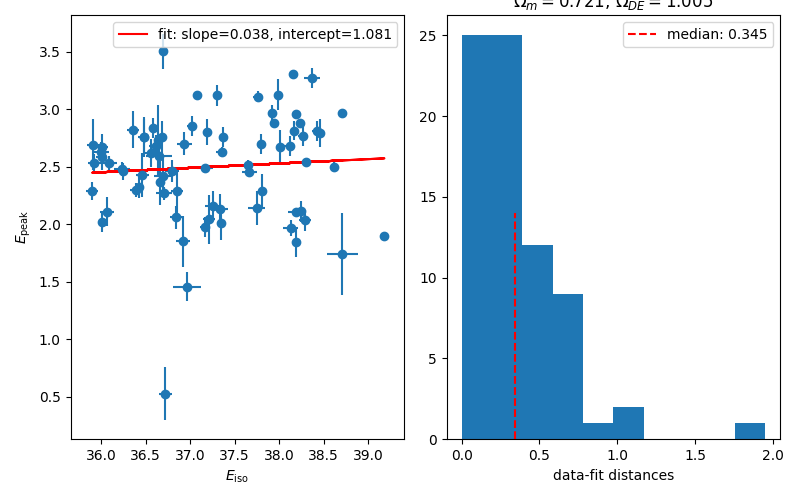 Ω_m = 0.721, Ω_DE = 1.005
fit: slope=0.038, intercept=1.081
median: 0.345
3.5
3.0
2.5
2.0
1.5
1.0
0.5
E_peak
36.0 36.5 37.0 37.5 38.0 38.5 39.0
E_iso
25
20
15
10
5
0
0.0 0.5 1.0 1.5 2.0
data-fit distances